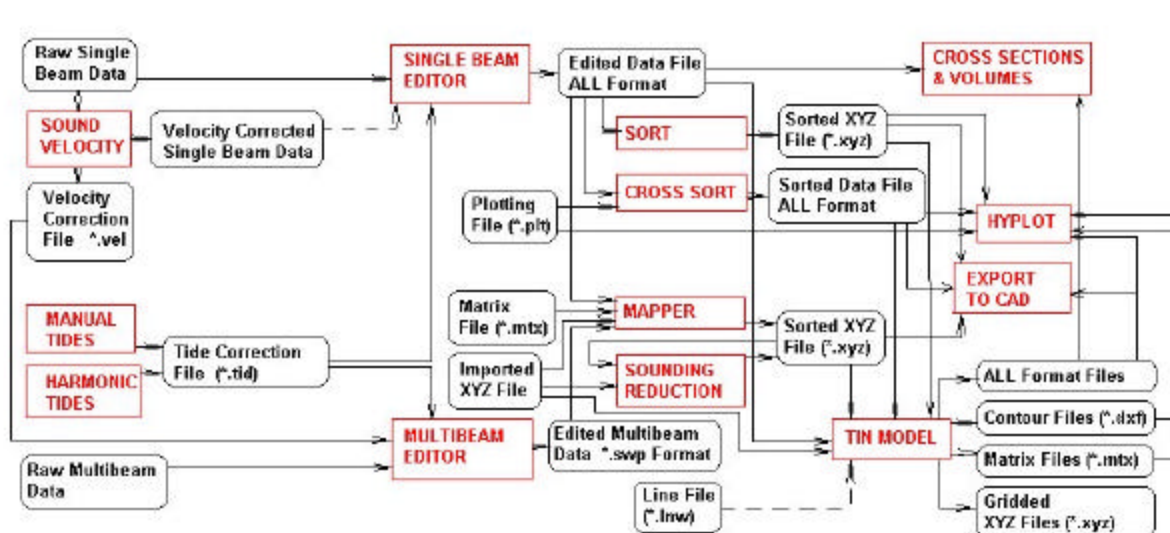 Raw Single
Beam Data
SINGLE BEAM
EDITOR
Edited Data File
ALL Format
CROSS SECTIONS
& VOLUMES
SOUND
VELOCITY
Velocity Corrected
Single Beam Data
SORT
Sorted XYZ
File (*.xyz)
Velocity
Correction
File *.vel
Plotting
File (*.plt)
CROSS SORT
Sorted Data File
ALL Format
HYPLOT
EXPORT
TO CAD
MANUAL
TIDES
HARMONIC
TIDES
Tide Correction
File (*.tid)
Matrix
File (*.mtx)
MAPPER
Sorted XYZ
File (*.xyz)
Imported
XYZ File
SOUNDING
REDUCTION
ALL Format Files
Contour Files (*.dxf)
MULTIBEAM
EDITOR
Edited Multibeam
Data *.swp Format
TIN MODEL
Matrix Files (*.mtx)
Raw Multibeam
Data
Line File
(*.lnw)
Gridded
XYZ Files (*.xyz)